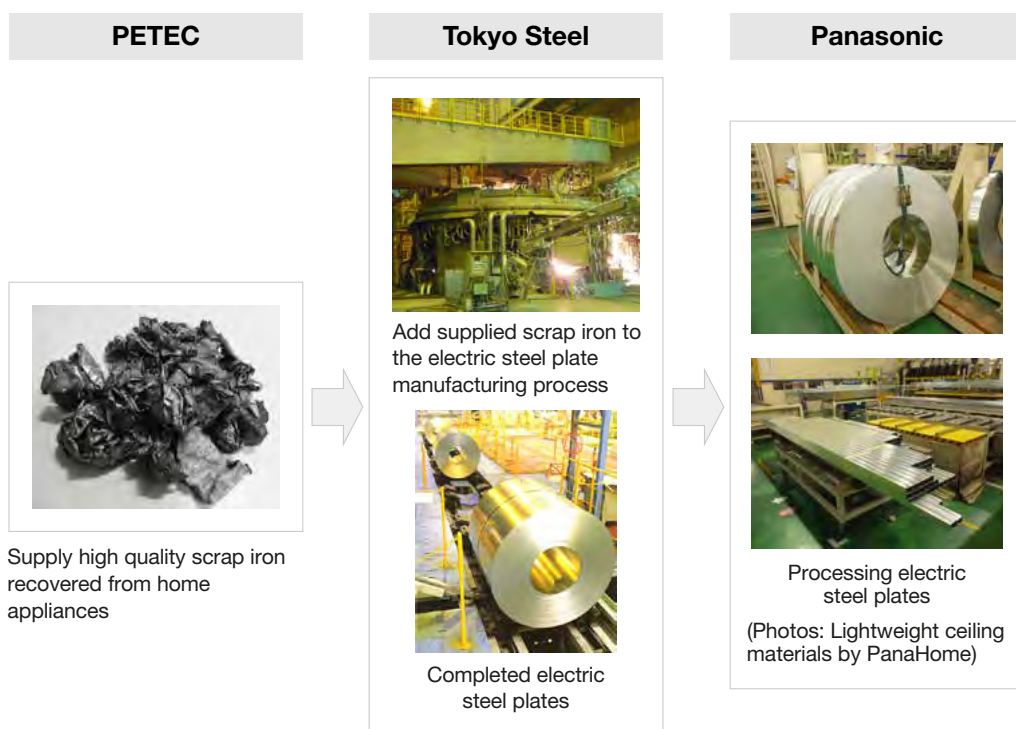 PETEC
Supply high quality scrap iron
recovered from home
appliances
Tokyo Steel
Add supplied scrap iron to
the electric steel plate
manufacturing process
Completed electric
steel plates
Panasonic
Processing electric
steel plates
(Photos: Lightweight ceiling
materials by PanaHome)